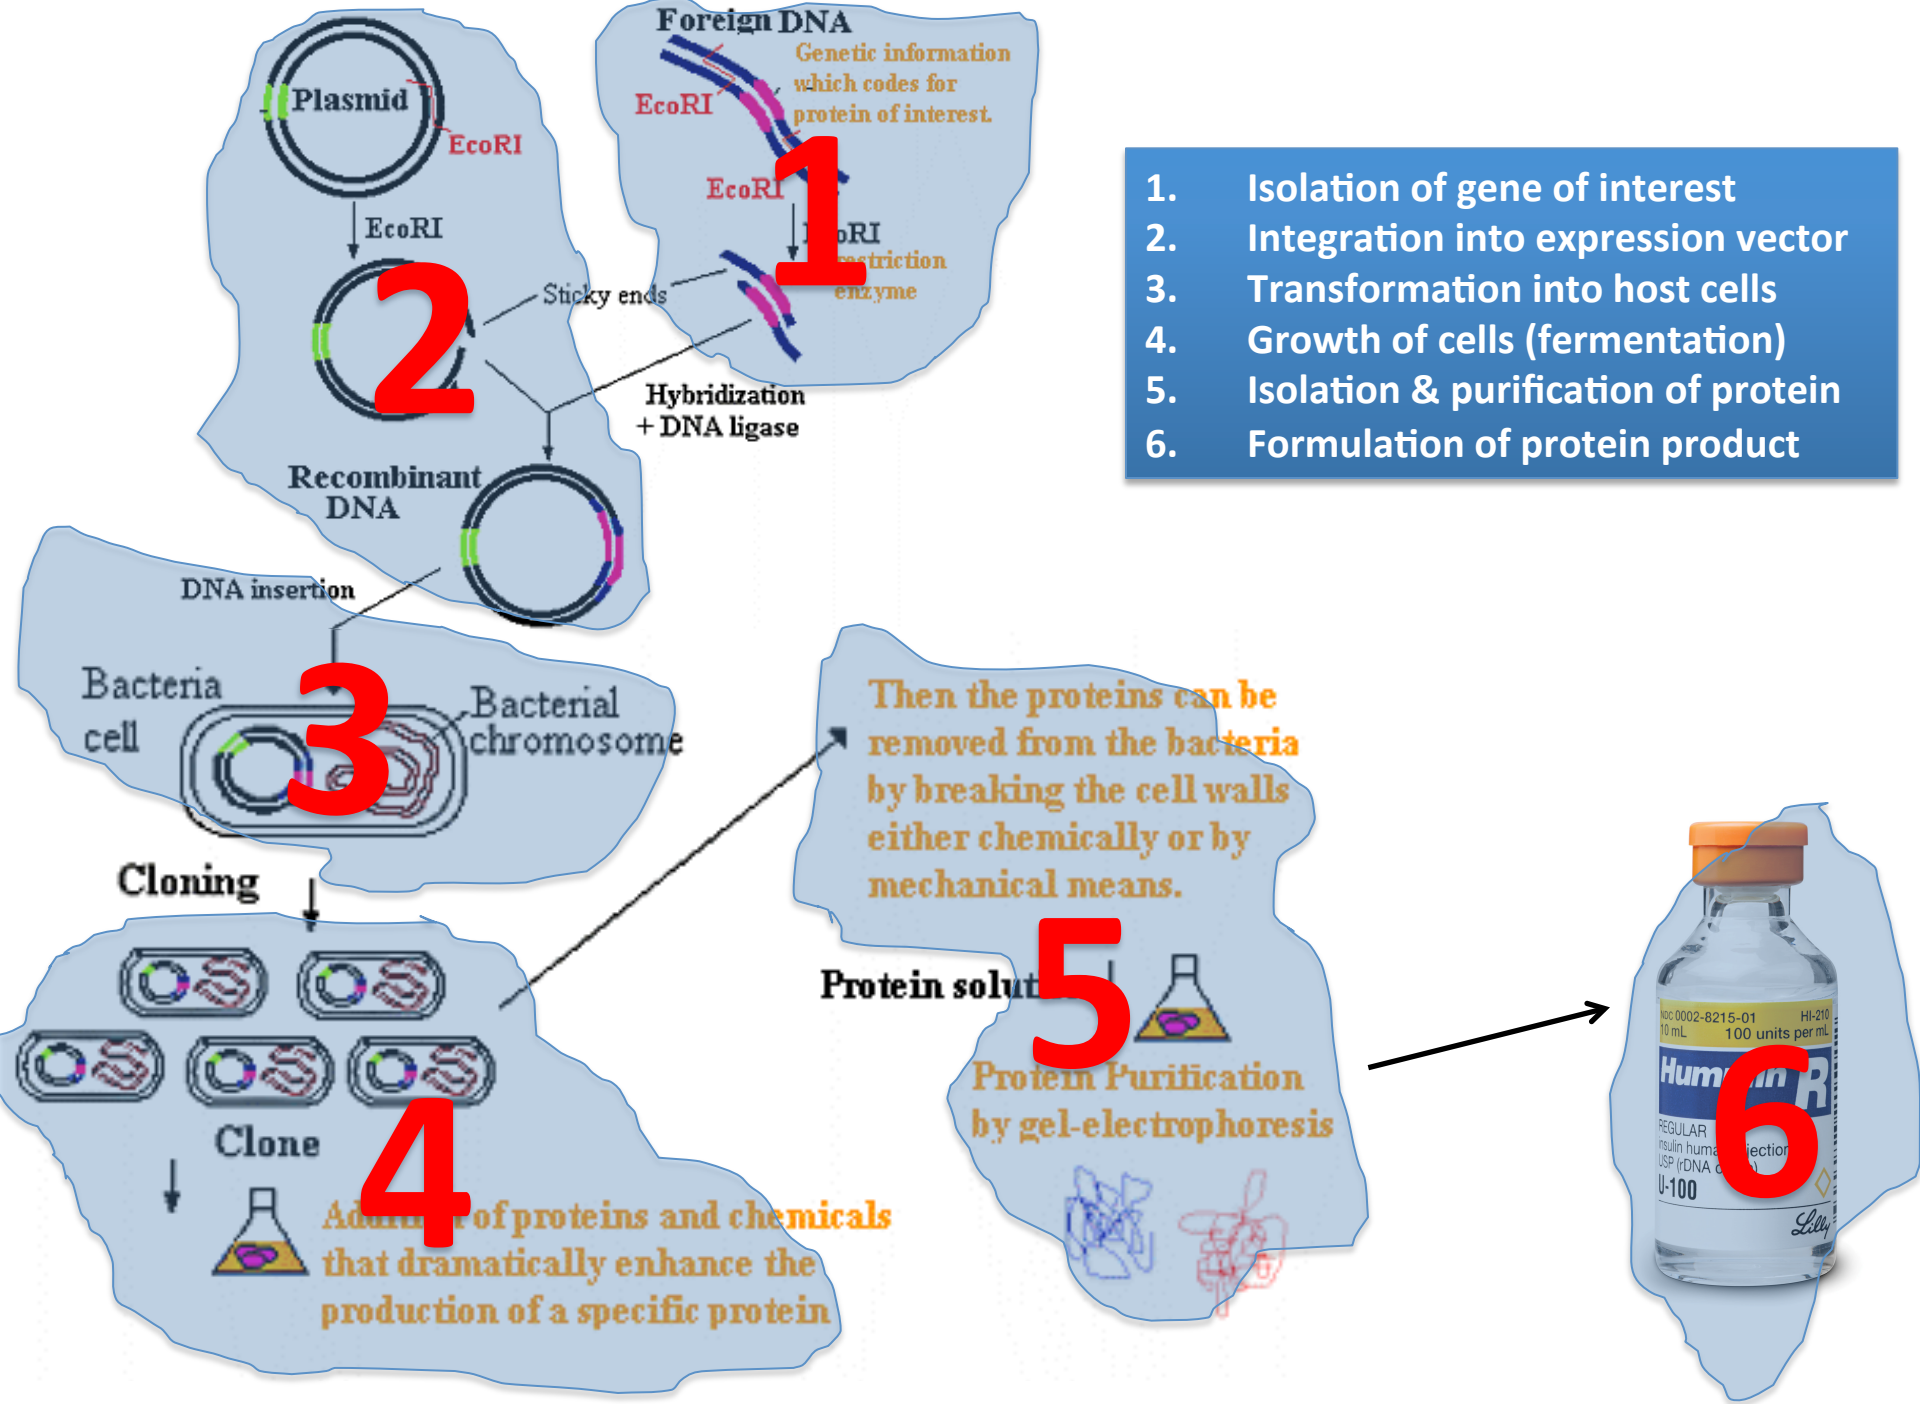 Foreign DNA
Genetic information
which codes for
protein of interest.
EcoRI
EcoRI
1
restriction
enzyme
Plasmid
EcoRI
EcoRI
2
Sticky ends
Hybridization
+ DNA ligase
Recombinant
DNA
1. Isolation of gene of interest
2. Integration into expression vector
3. Transformation into host cells
4. Growth of cells (fermentation)
5. Isolation & purification of protein
6. Formulation of protein product
DNA insertion
Bacteria
cell
3
Bacterial
chromosome
Cloning
Clone
4
of proteins and chemicals
that dramatically enhance the
production of a specific protein
Then the proteins can be
removed from the bacteria
by breaking the cell walls
either chemically or by
mechanical means.
5
Protein
Protein Purification
by gel-electrophoresis
NDC 0002-8215-01 HI-210
10 mL 100 units per mL
R
6
REGULAR
insulin human
USP (rDNA
U-100
Lilly